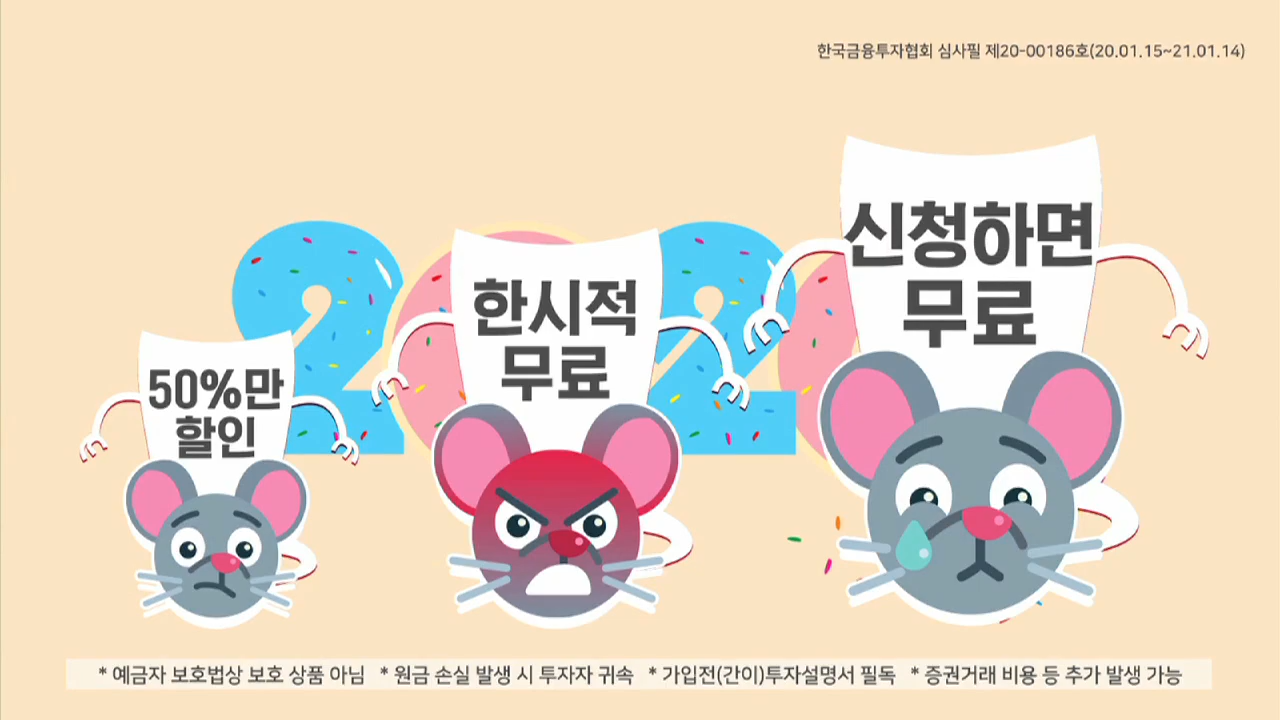 한국금융투자협회 심사필 제20-00186호(20.01.15~21.01.14)
2020
50%만
할인
한시적
무료
신청하면
무료
* 예금자 보호법상 보호 상품 아님 * 원금 손실 발생 시 투자자 귀속 * 가입전(간이)투자설명서 필독 * 증권거래 비용 등 추가 발생 가능